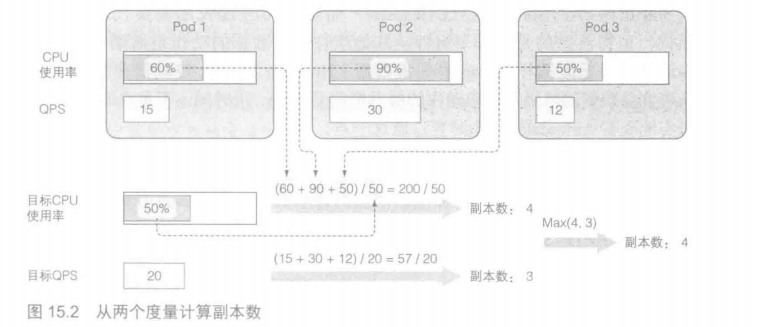 Pod 1
Pod 2
Pod 3
CPU
使用率
60%
90%
50%
QPS
15
30
12
(60 + 90 + 50) / 50 = 200 / 50
目标CPU
使用率
50%
副本数： 4
Max(4, 3)
副本数： 4
(15 + 30 + 12) / 20 = 57 / 20
目标QPS
20
副本数： 3
图 15.2 从两个度量计算副本数